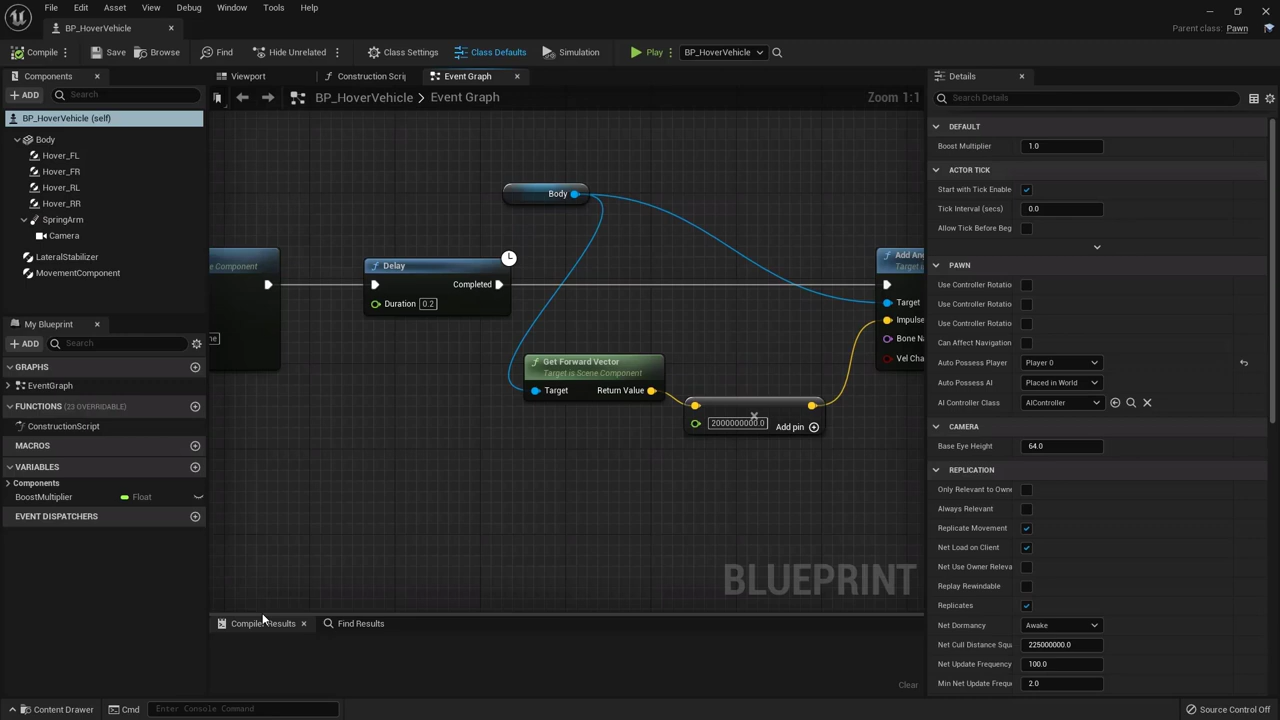 File Edit Asset View Debug Window Tools Help
BP_HoverVehicle
Parent class: Pawn
Compile Save Browse Find Hide Unrelated Class Settings Class Defaults Simulation Play BP_HoverVehicle
Components
ADD Search
BP_HoverVehicle (self)
Body
Hover_FL
Hover_FR
Hover_RL
Hover_RR
SpringArm
Camera
LateralStabilizer
MovementComponent
My Blueprint
ADD Search
GRAPHS
EventGraph
FUNCTIONS (23 OVERRIDABLE)
ConstructionScript
MACROS
VARIABLES
Components
BoostMultiplier Float
EVENT DISPATCHERS
Viewport Construction Scrip Event Graph
BP_HoverVehicle Event Graph Zoom 1:1
Body
e Component
ne
Delay
Completed
Duration 0.2
Get Forward Vector
Target is Scene Component
Target Return Value
2000000000.0 Add pin
Add Ang
Target is
Target
Impulse
Bone Na
Vel Cha
BLUEPRINT
Compiler Results Find Results
Clear
Details
Search Details
DEFAULT
Boost Multiplier 1.0
ACTOR TICK
Start with Tick Enable
Tick Interval (secs) 0.0
Allow Tick Before Beg
PAWN
Use Controller Rotatio
Use Controller Rotatio
Use Controller Rotatio
Can Affect Navigation
Auto Possess Player Player 0
Auto Possess AI Placed in World
AI Controller Class AIController
CAMERA
Base Eye Height 64.0
REPLICATION
Only Relevant to Owne
Always Relevant
Replicate Movement
Net Load on Client
Net Use Owner Releva
Replay Rewindable
Replicates
Net Dormancy Awake
Net Cull Distance Squ 225000000.0
Net Update Frequency 100.0
Min Net Update Frequ 2.0
Content Drawer Cmd Enter Console Command Source Control Off